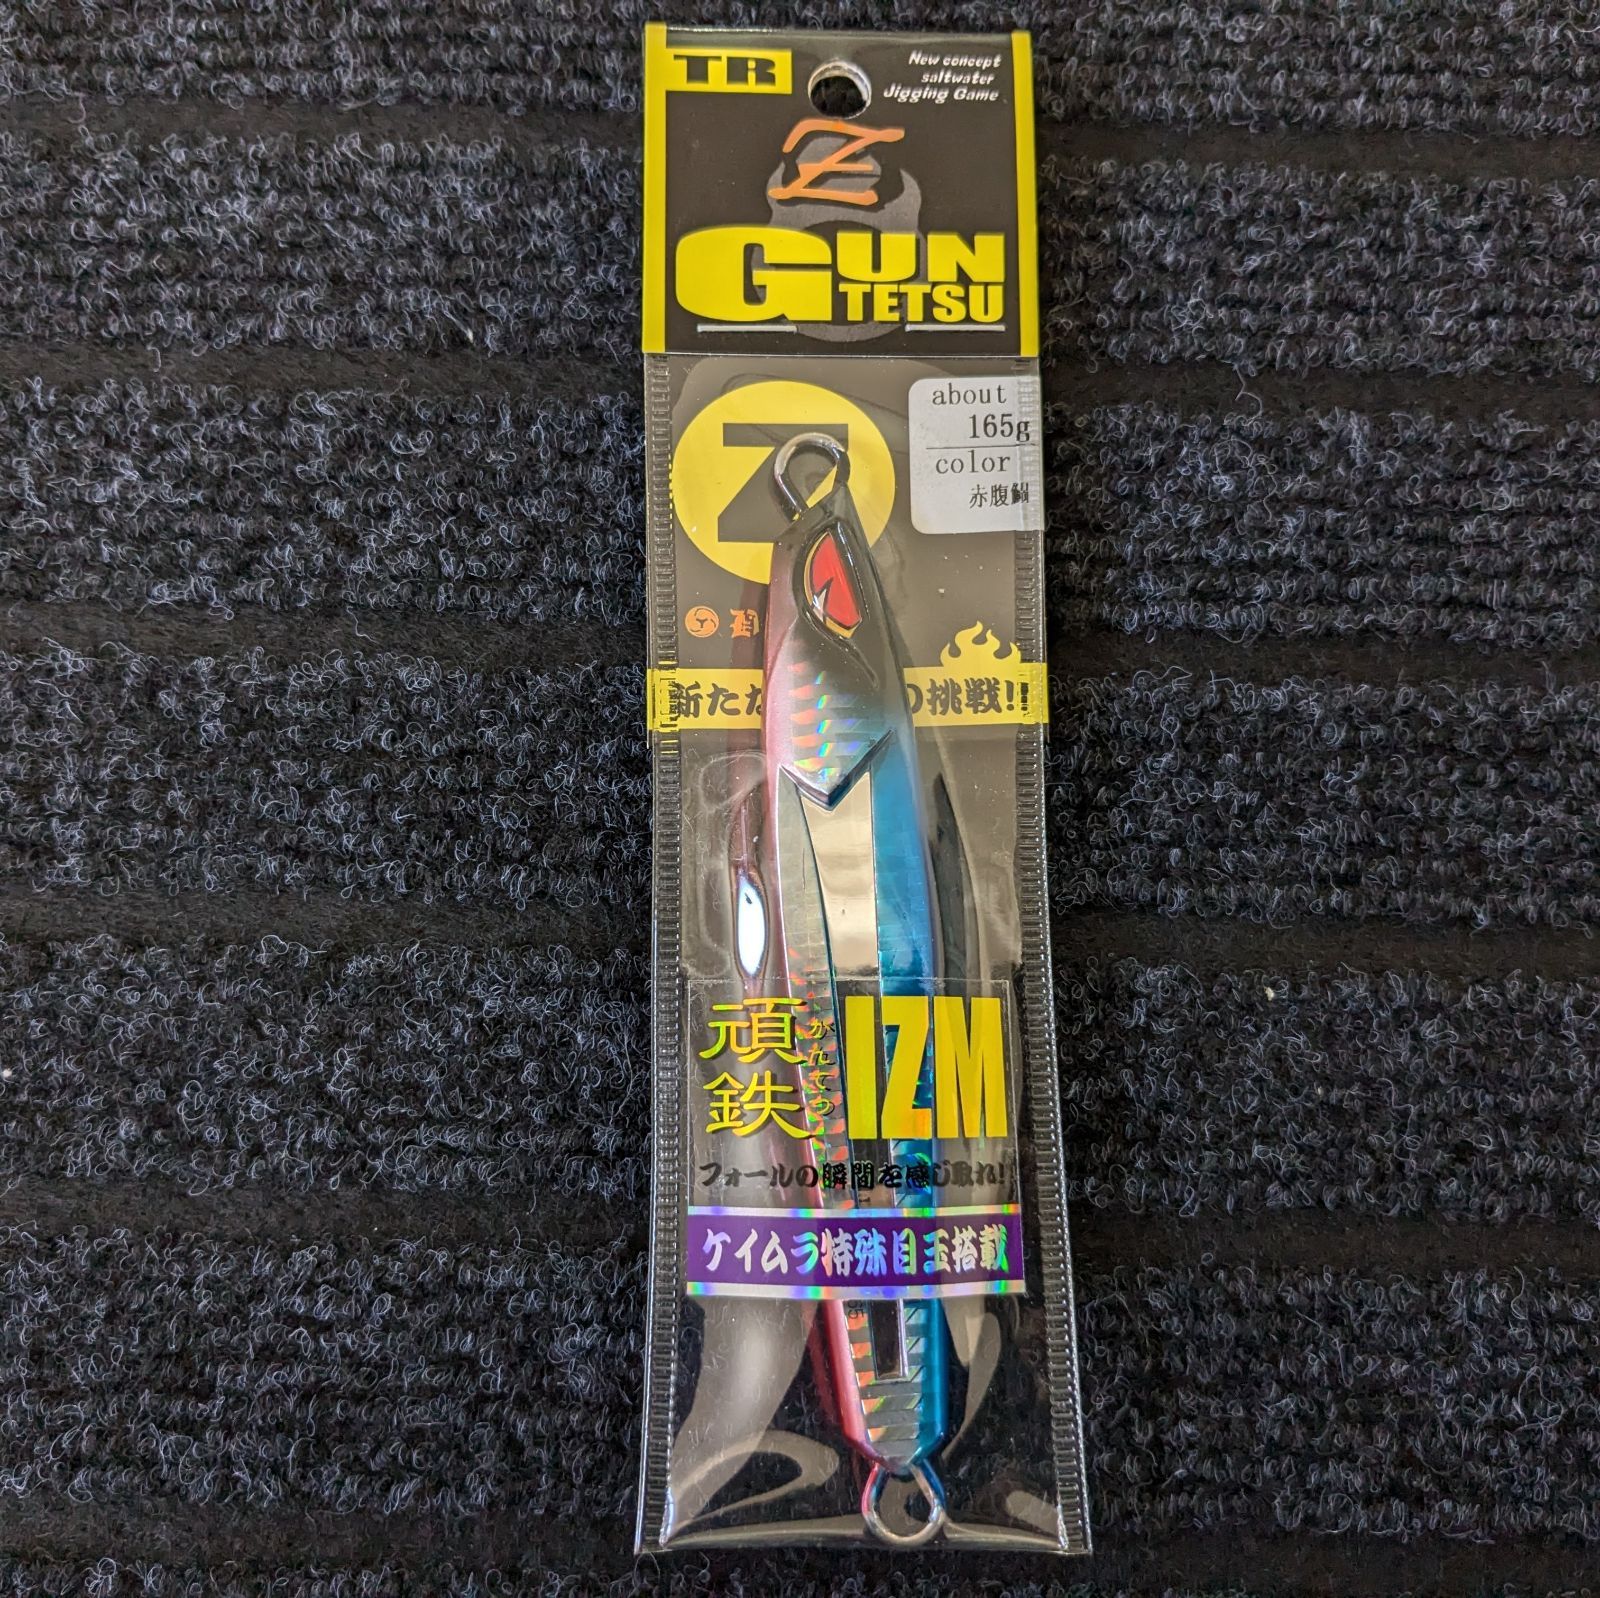 TR
New concept
saltwater
Jigging Game
Z
GUN
TETSU
Z
about
165g
color
赤腹鰯
新たな
の挑戦!!
頑鉄
がんてつ
IZM
フォールの瞬間を感じ取れ!
ケイムラ特殊目玉搭載